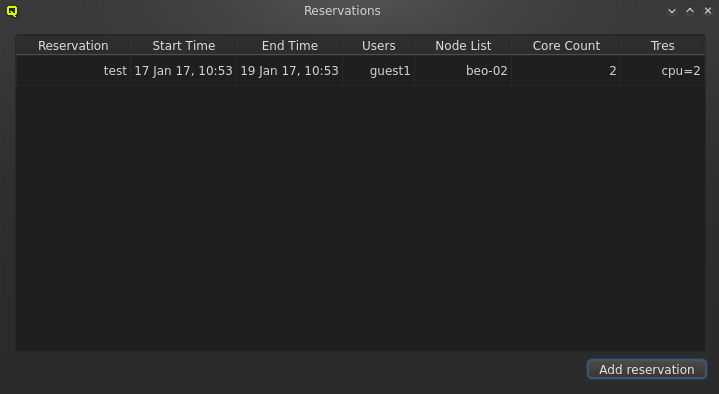 Reservations
Reservation Start Time End Time Users Node List Core Count Tres
test 17 Jan 17, 10:53 19 Jan 17, 10:53 guest1 beo-02 2 cpu=2
Add reservation